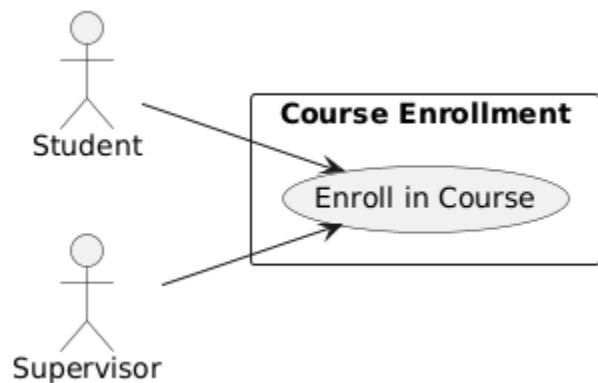 Student
Course Enrollment
Enroll in Course
Supervisor